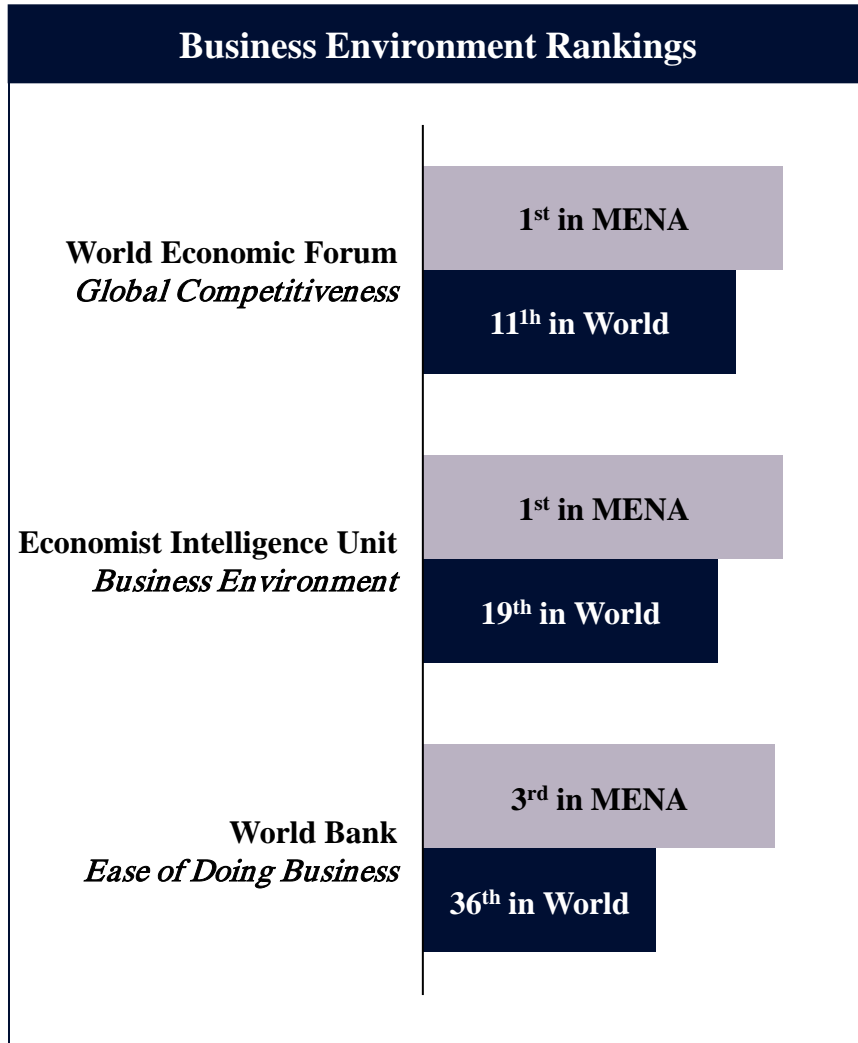 Business Environment Rankings
1st in MENA
World Economic Forum
Global Competitiveness
111h in World
1st in MENA
Economist Intelligence Unit
Business Environment
19th in World
3rd in MENA
World Bank
Ease of Doing Business
36th in World